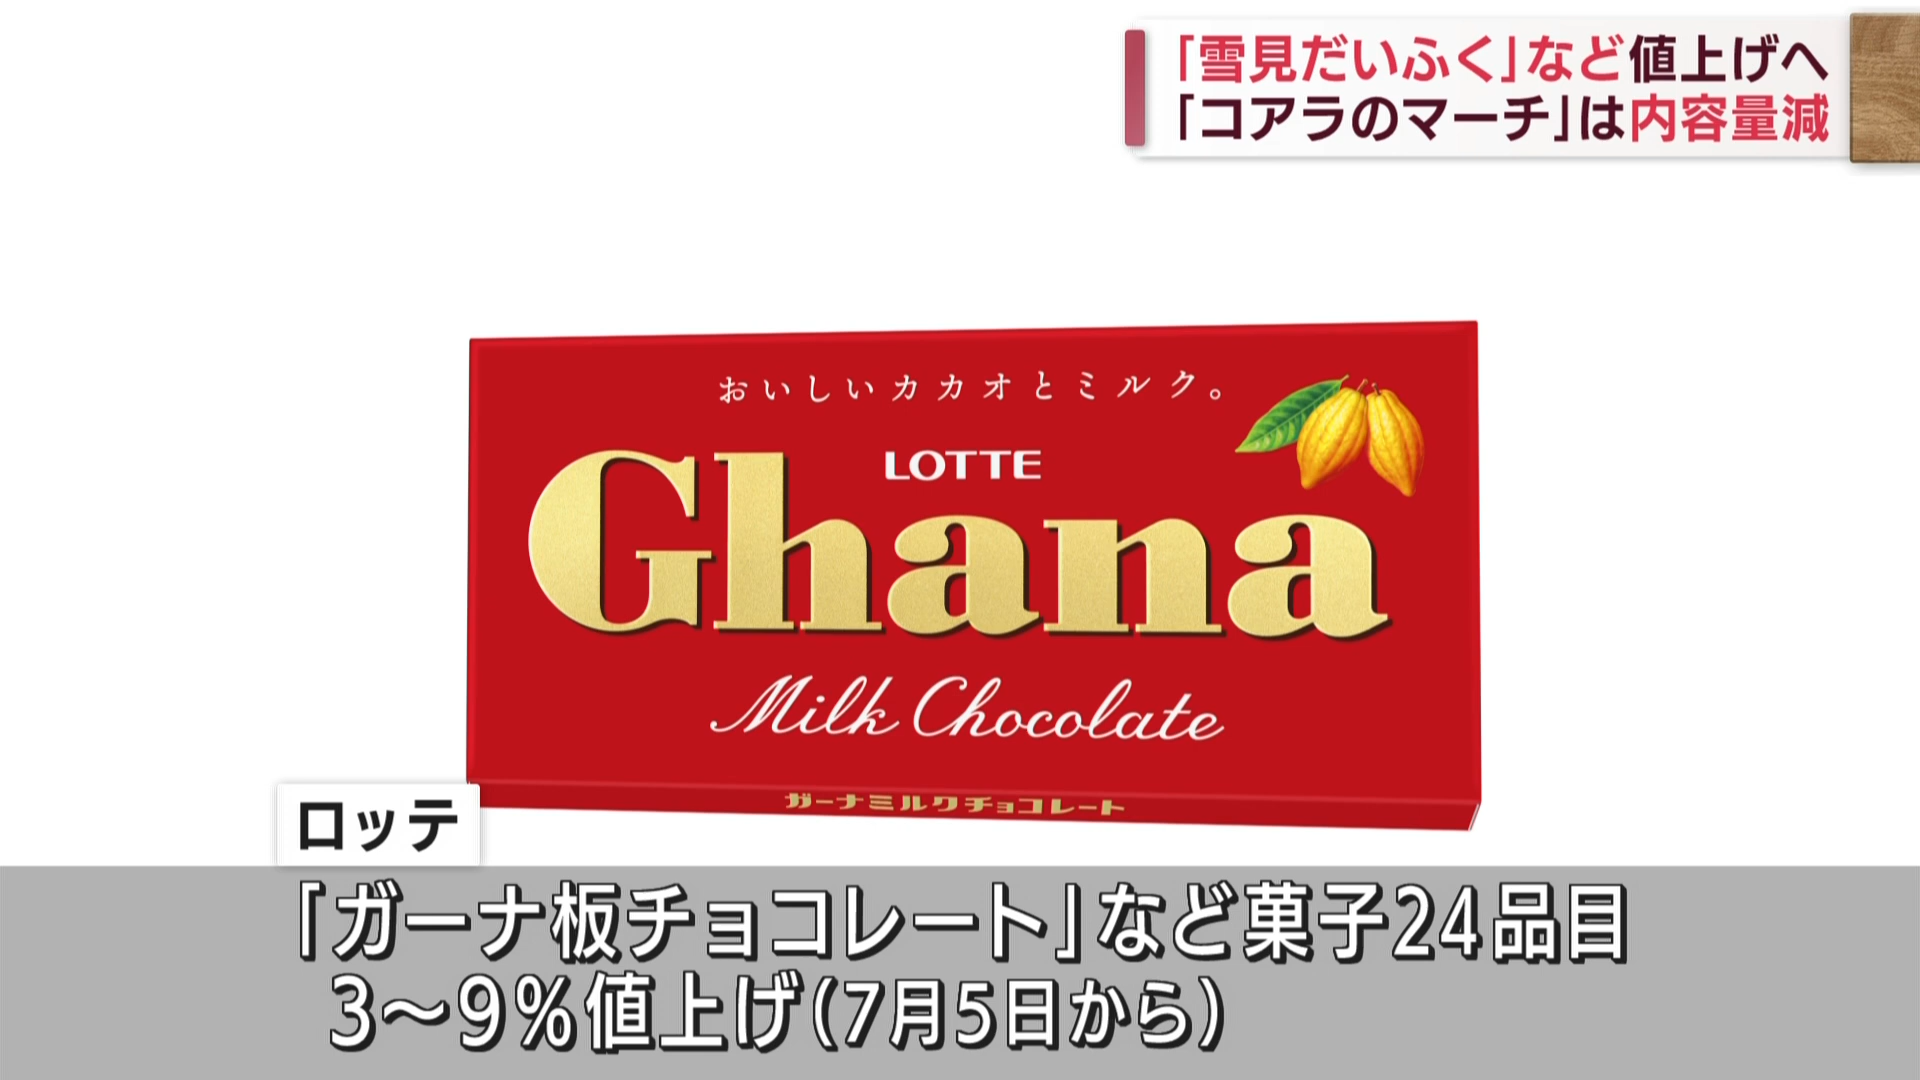 「雪見だいふく」など値上げへ
「コアラのマーチ」は内容量減
おいしいカカオとミルク。
LOTTE
Ghana
Milk Chocolate
ガーナミルクチョコレート
ロッテ
「ガーナ板チョコレート」など菓子24品目
3～9%値上げ(7月5日から)